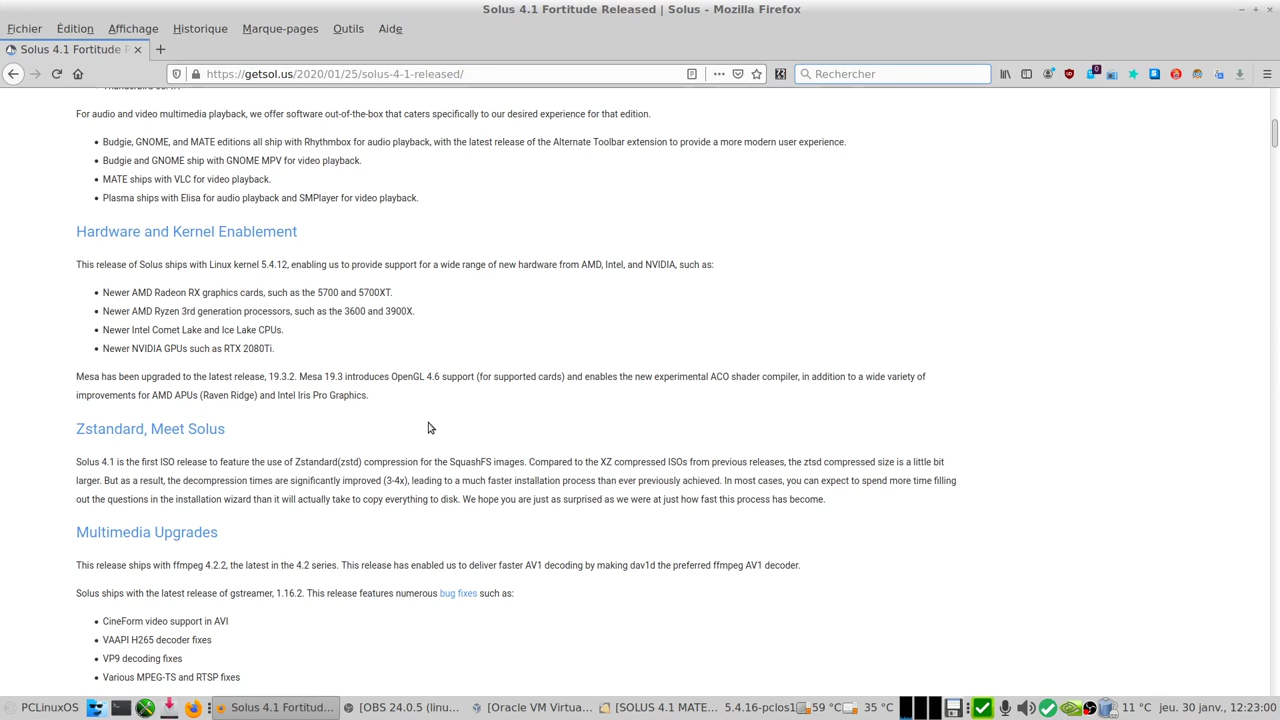 Solus 4.1 Fortitude Released | Solus - Mozilla Firefox
Fichier Édition Affichage Historique Marque-pages Outils Aide
Solus 4.1 Fortitude R
https://getsol.us/2020/01/25/solus-4-1-released/ Rechercher 0
For audio and video multimedia playback, we offer software out-of-the-box that caters specifically to our desired experience for that edition.
• Budgie, GNOME, and MATE editions all ship with Rhythmbox for audio playback, with the latest release of the Alternate Toolbar extension to provide a more modern user experience.
• Budgie and GNOME ship with GNOME MPV for video playback.
• MATE ships with VLC for video playback.
• Plasma ships with Elisa for audio playback and SMPlayer for video playback.
Hardware and Kernel Enablement
This release of Solus ships with Linux kernel 5.4.12, enabling us to provide support for a wide range of new hardware from AMD, Intel, and NVIDIA, such as:
• Newer AMD Radeon RX graphics cards, such as the 5700 and 5700XT.
• Newer AMD Ryzen 3rd generation processors, such as the 3600 and 3900X.
• Newer Intel Comet Lake and Ice Lake CPUs.
• Newer NVIDIA GPUs such as RTX 2080Ti.
Mesa has been upgraded to the latest release, 19.3.2. Mesa 19.3 introduces OpenGL 4.6 support (for supported cards) and enables the new experimental ACO shader compiler, in addition to a wide variety of
improvements for AMD APUs (Raven Ridge) and Intel Iris Pro Graphics.
Zstandard, Meet Solus
Solus 4.1 is the first ISO release to feature the use of Zstandard(zstd) compression for the SquashFS images. Compared to the XZ compressed ISOs from previous releases, the ztsd compressed size is a little bit
larger. But as a result, the decompression times are significantly improved (3-4x), leading to a much faster installation process than ever previously achieved. In most cases, you can expect to spend more time filling
out the questions in the installation wizard than it will actually take to copy everything to disk. We hope you are just as surprised as we were at just how fast this process has become.
Multimedia Upgrades
This release ships with ffmpeg 4.2.2, the latest in the 4.2 series. This release has enabled us to deliver faster AV1 decoding by making dav1d the preferred ffmpeg AV1 decoder.
Solus ships with the latest release of gstreamer, 1.16.2. This release features numerous bug fixes such as:
• CineForm video support in AVI
• VAAPI H265 decoder fixes
• VP9 decoding fixes
• Various MPEG-TS and RTSP fixes
PCLinuxOS Solus 4.1 Fortitud... [OBS 24.0.5 (linu... [Oracle VM Virtua... [SOLUS 4.1 MATE... 5.4.16-pclos1 59 °C 35 °C 11 °C jeu. 30 janv., 12:23:00